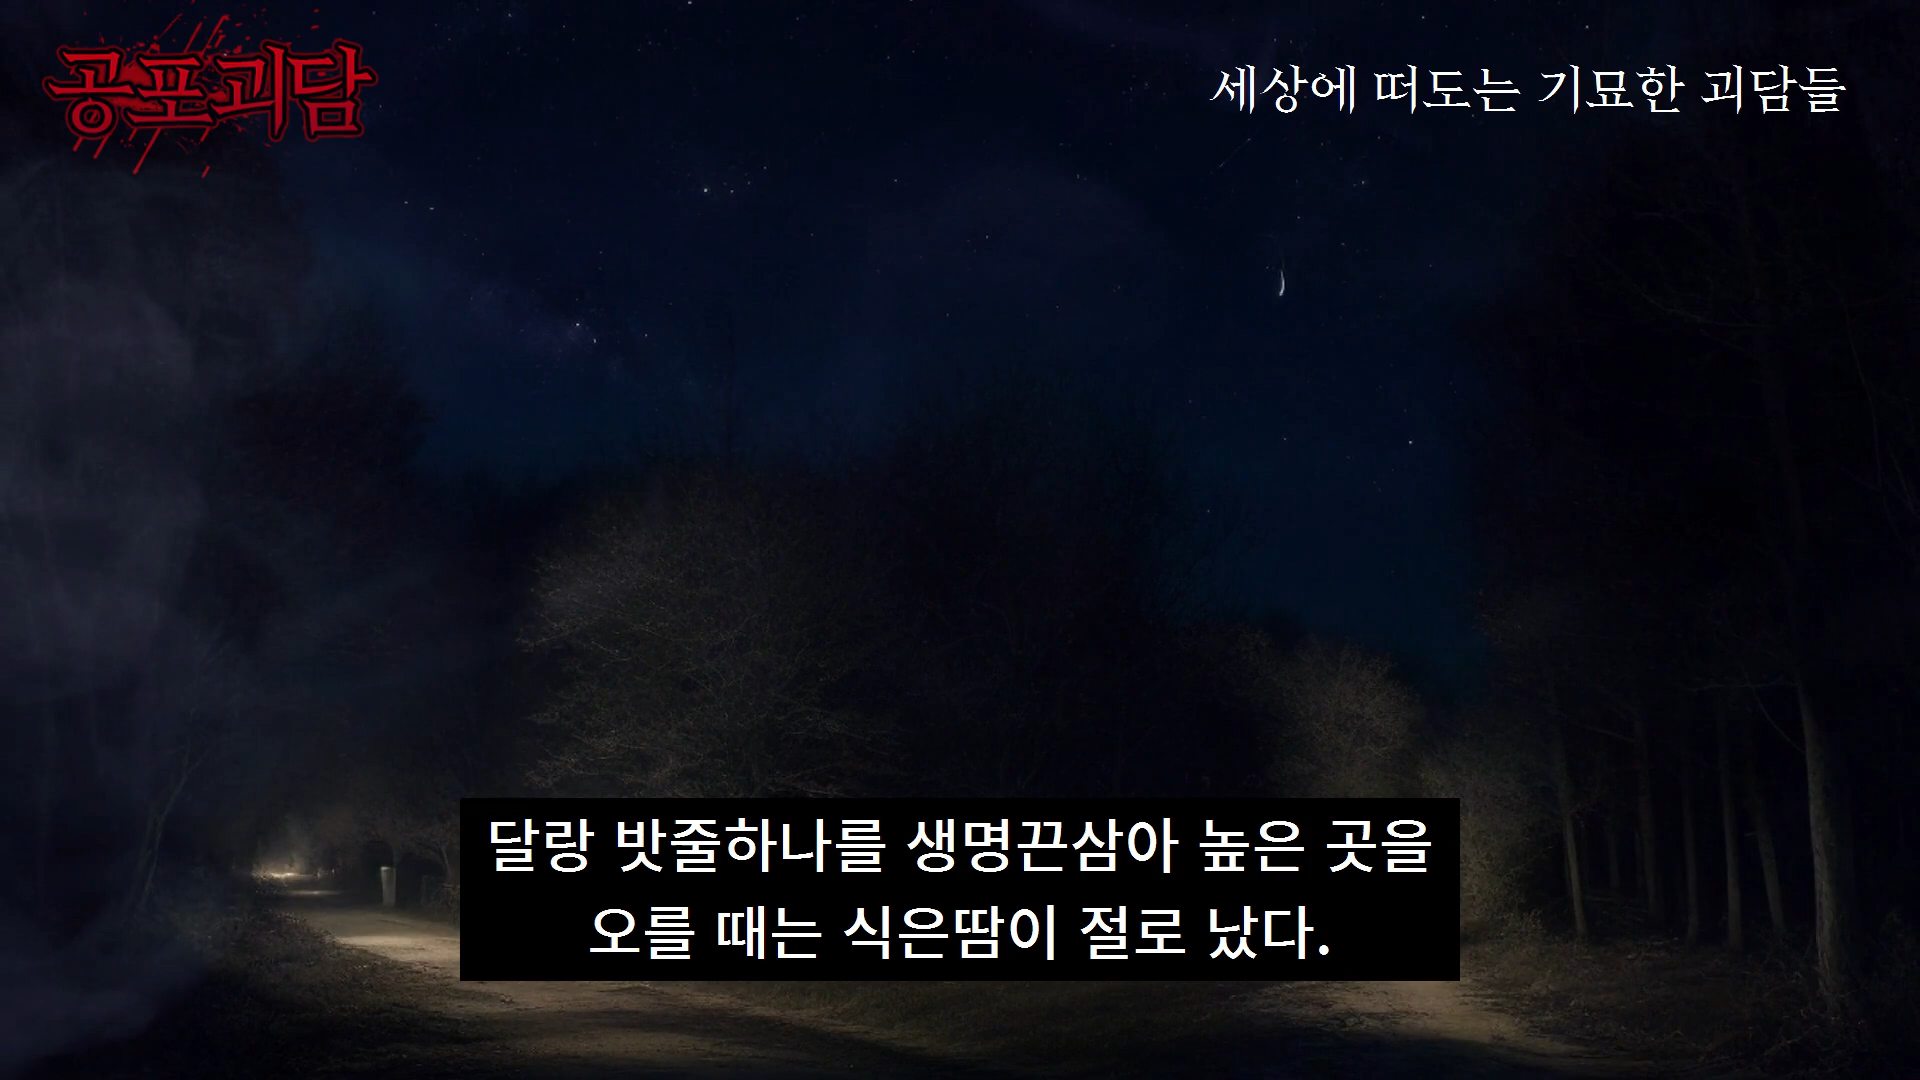 공포괴담
세상에 떠도는 기묘한 괴담들
달랑 밧줄하나를 생명끈삼아 높은 곳을
오를 때는 식은땀이 절로 났다.